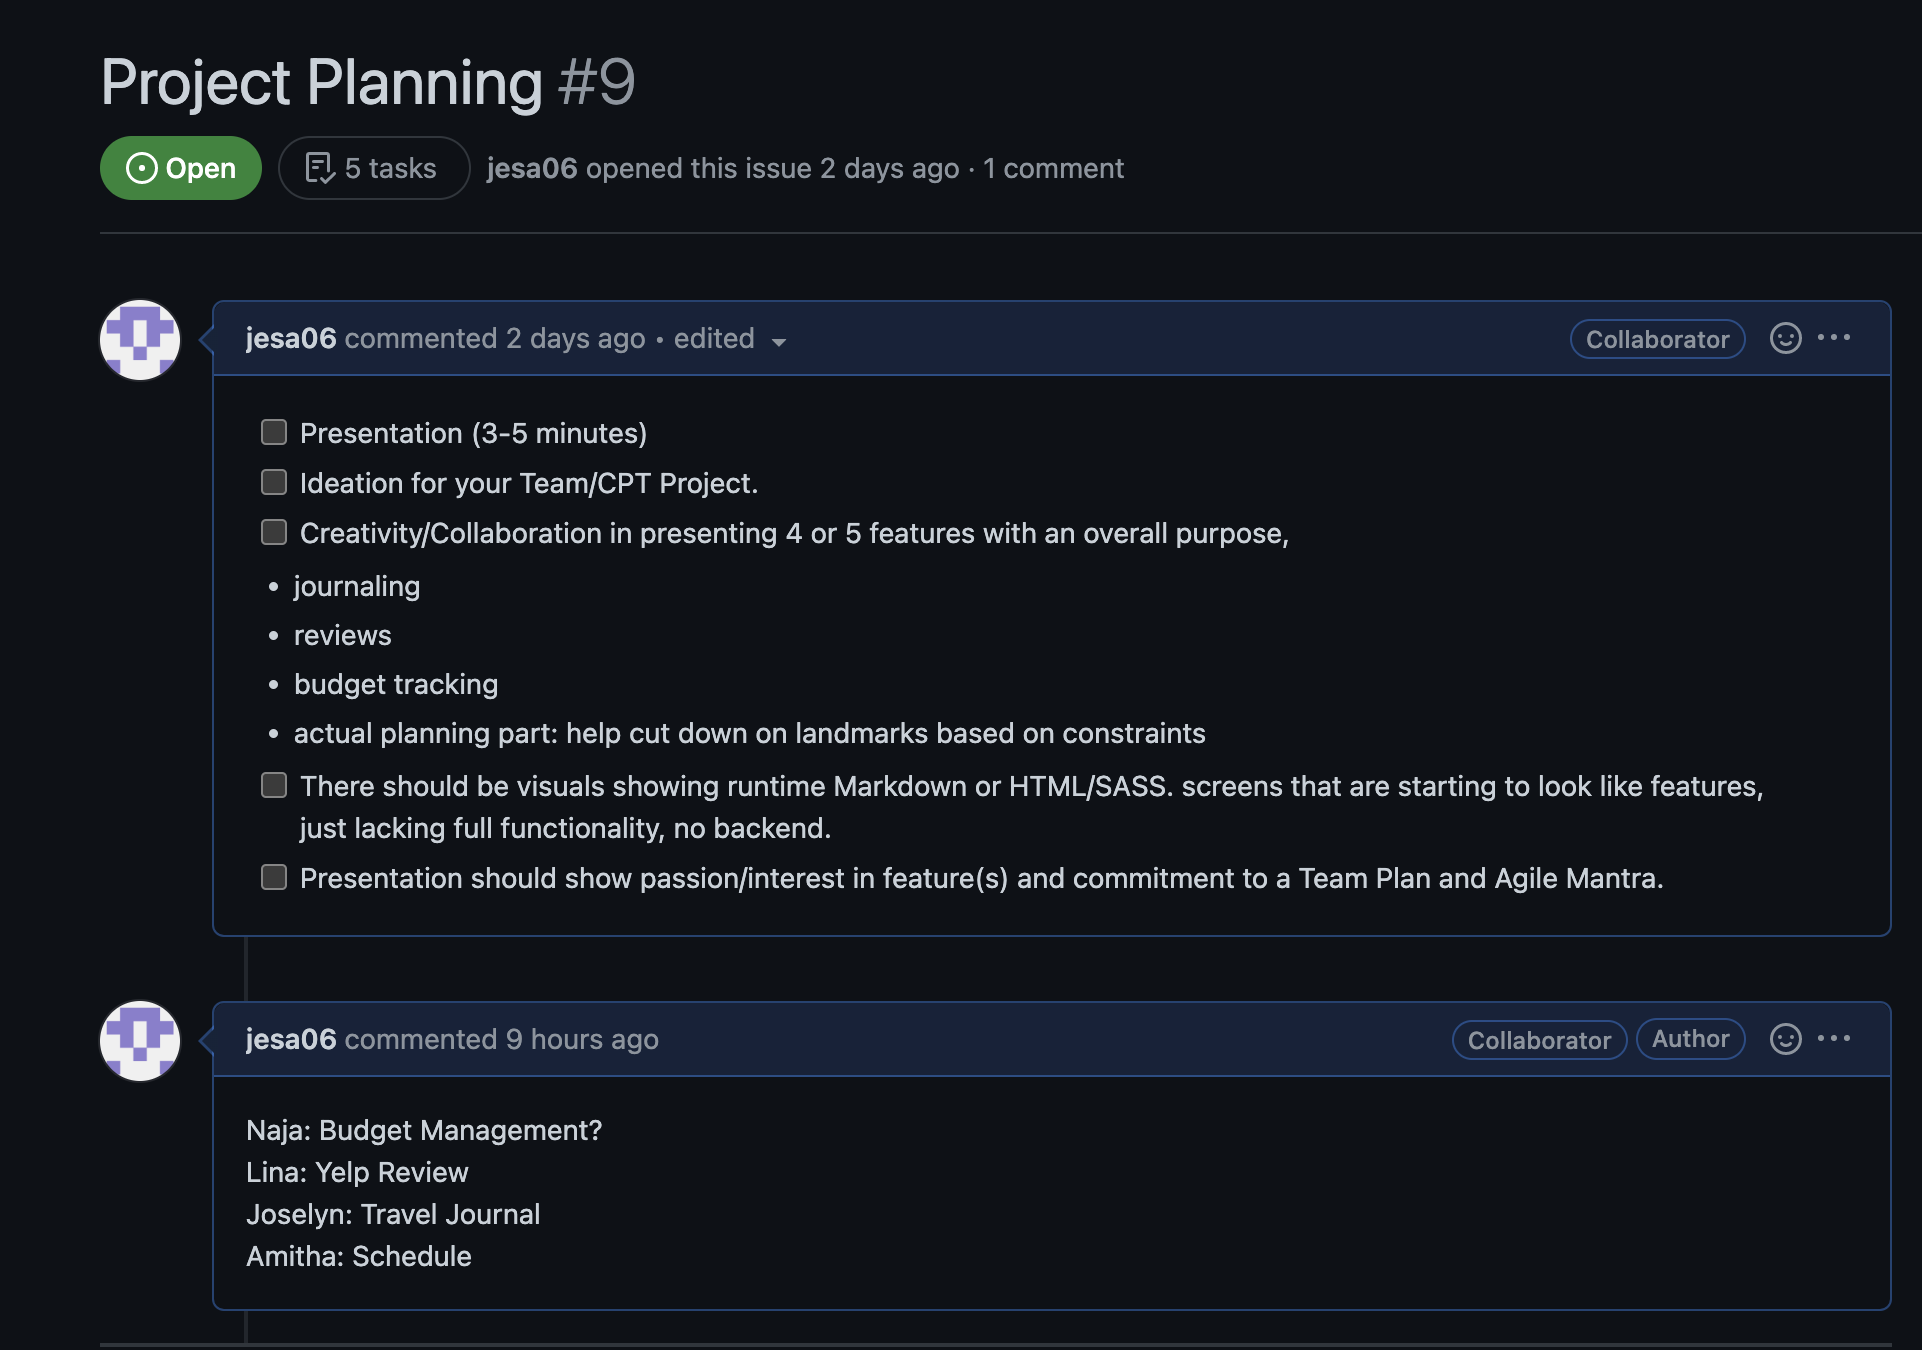 Project Planning #9
Open 5 tasks jesa06 opened this issue 2 days ago · 1 comment
jesa06 commented 2 days ago • edited Collaborator
Presentation (3-5 minutes)
Ideation for your Team/CPT Project.
Creativity/Collaboration in presenting 4 or 5 features with an overall purpose,
• journaling
• reviews
• budget tracking
• actual planning part: help cut down on landmarks based on constraints
There should be visuals showing runtime Markdown or HTML/SASS. screens that are starting to look like features,
just lacking full functionality, no backend.
Presentation should show passion/interest in feature(s) and commitment to a Team Plan and Agile Mantra.
jesa06 commented 9 hours ago Collaborator Author
Naja: Budget Management?
Lina: Yelp Review
Joselyn: Travel Journal
Amitha: Schedule